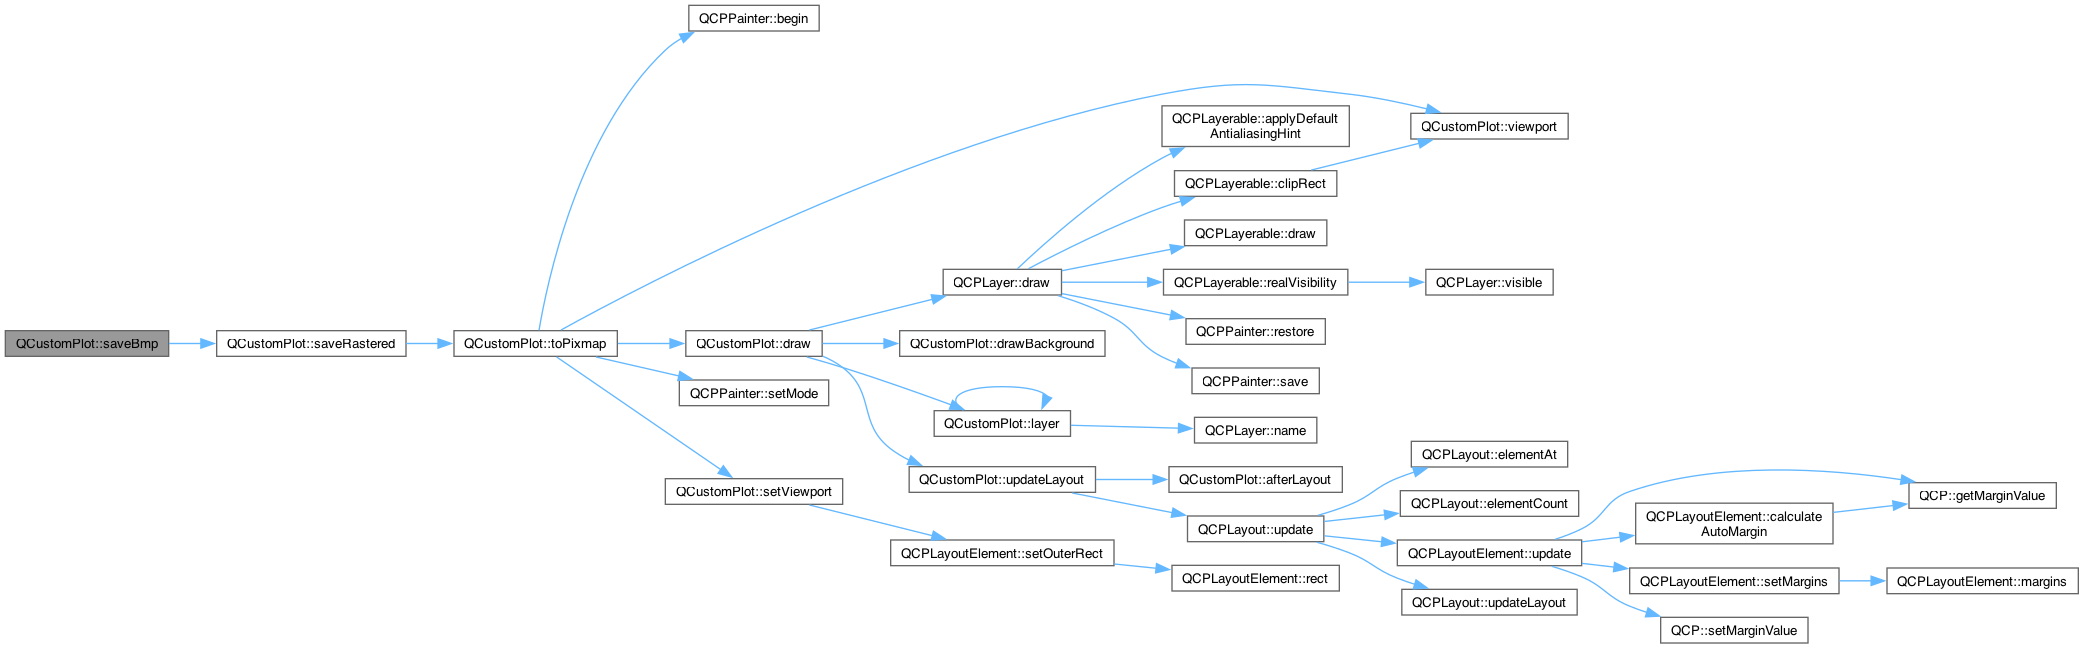 QCustomPlot::saveBmp
QCustomPlot::saveRastered
QCustomPlot::toPixmap
QCPPainter::begin
QCustomPlot::draw
QCPPainter::setMode
QCustomPlot::setViewport
QCPLayer::draw
QCustomPlot::drawBackground
QCustomPlot::layer
QCustomPlot::updateLayout
QCPLayoutElement::setOuterRect
QCPLayerable::applyDefault
AntialiasingHint
QCPLayerable::clipRect
QCPLayerable::draw
QCPLayerable::realVisibility
QCPPainter::restore
QCPPainter::save
QCPLayer::name
QCustomPlot::afterLayout
QCPLayout::update
QCPLayoutElement::rect
QCustomPlot::viewport
QCPLayer::visible
QCPLayout::elementAt
QCPLayout::elementCount
QCPLayoutElement::update
QCPLayout::updateLayout
QCPLayoutElement::calculate
AutoMargin
QCPLayoutElement::setMargins
QCP::setMarginValue
QCP::getMarginValue
QCPLayoutElement::margins